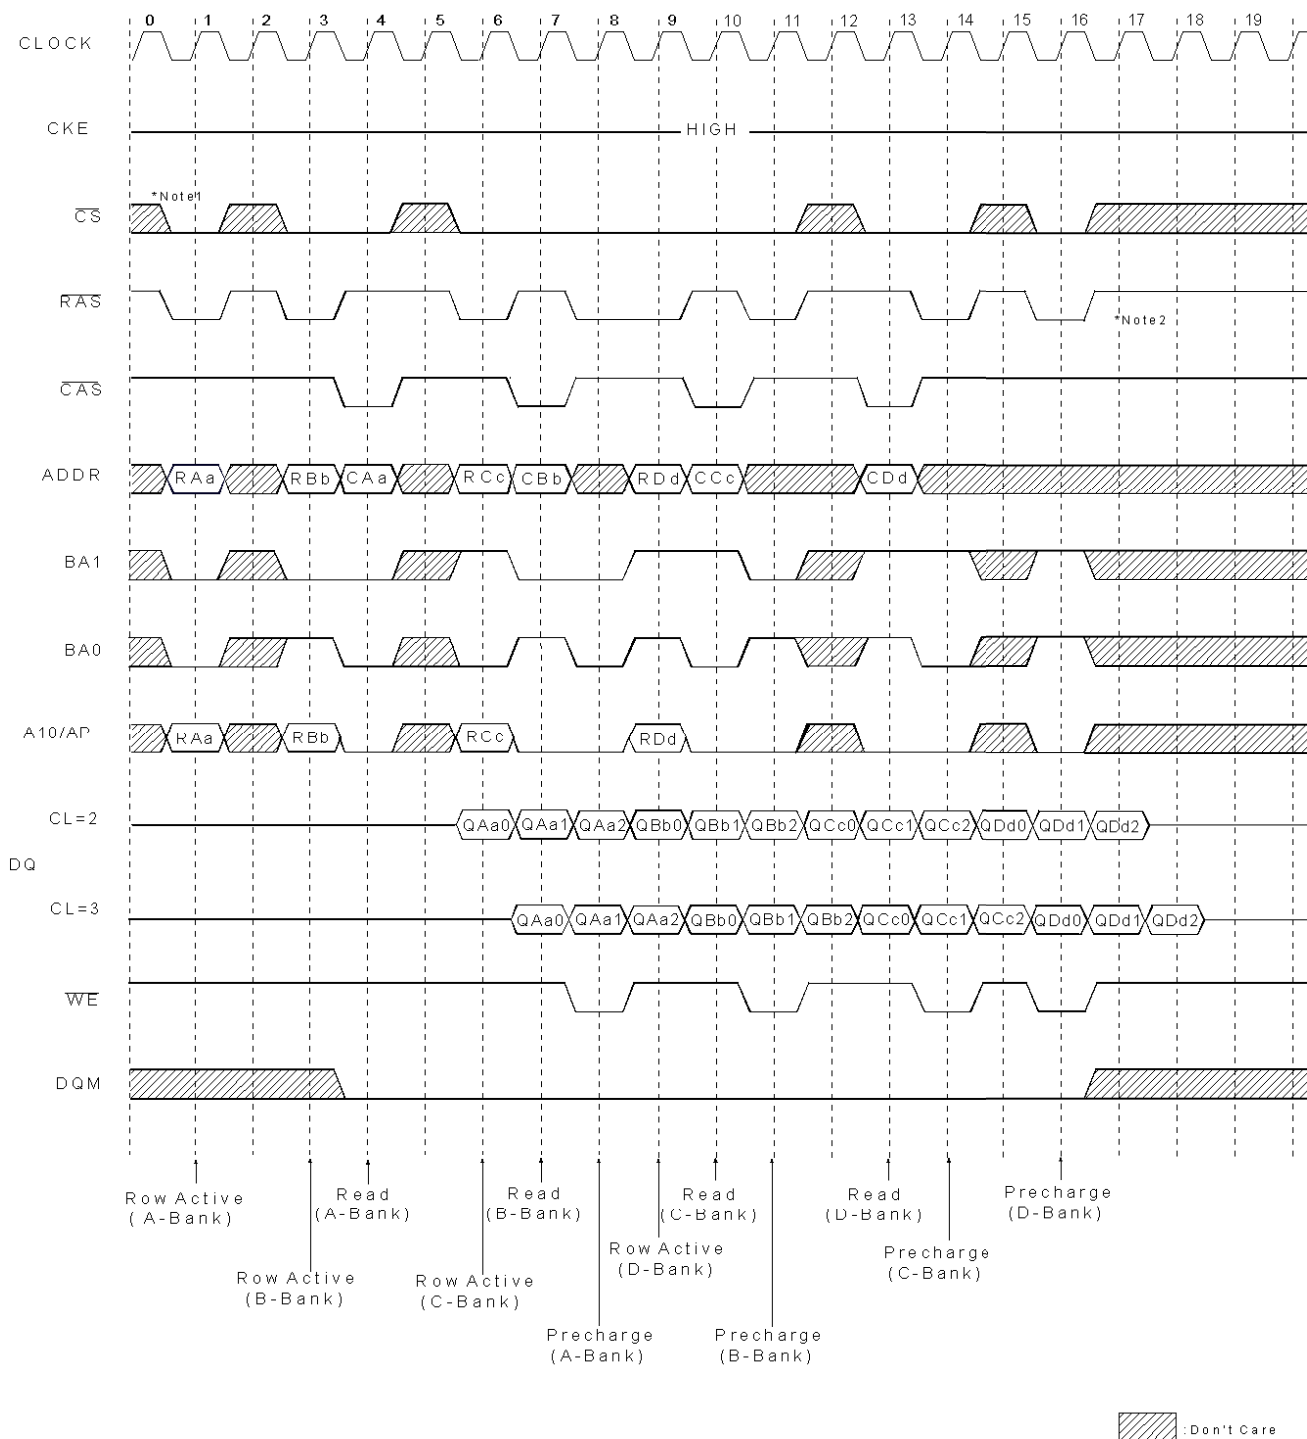 0 1 2 3 4 5 6 7 8 9 10 11 12 13 14 15 16 17 18 19
CLOCK
CKE HIGH
*Note1
CS
RAS
*Note2
CAS
ADDR RAa RBb CAa RCc CBb RDd CCc CDd
BA1
BA0
A10/AP RAa RBb RCc RDd
CL=2 QAa0 QAa1 QAa2 QBb0 QBb1 QBb2 QCc0 QCc1 QCc2 QDd0 QDd1 QDd2
DQ
CL=3 QAa0 QAa1 QAa2 QBb0 QBb1 QBb2 QCc0 QCc1 QCc2 QDd0 QDd1 QDd2
WE
DQM
Row Active
(A-Bank)
Read
(A-Bank)
Read
(B-Bank)
Read
(C-Bank)
Read
(D-Bank)
Precharge
(D-Bank)
Row Active
(B-Bank)
Row Active
(C-Bank)
Row Active
(D-Bank)
Precharge
(C-Bank)
Precharge
(A-Bank)
Precharge
(B-Bank)
:Don't Care